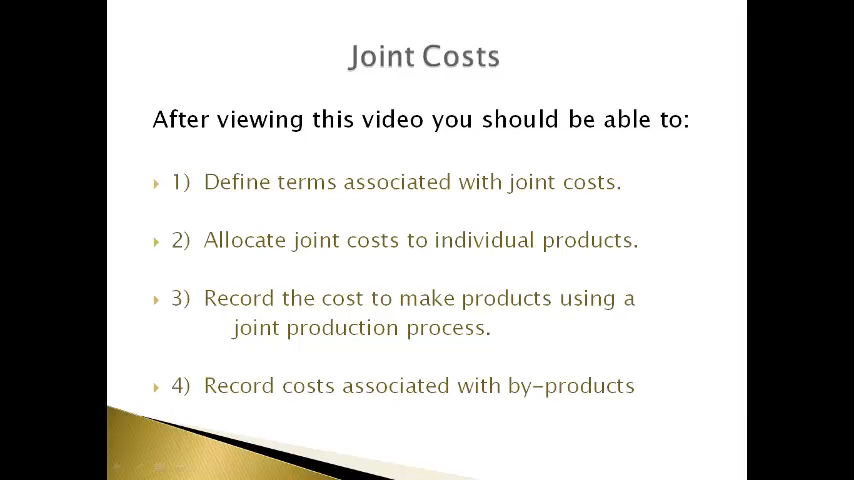 Joint Costs
After viewing this video you should be able to:
1) Define terms associated with joint costs.
2) Allocate joint costs to individual products.
3) Record the cost to make products using a
joint production process.
4) Record costs associated with by-products